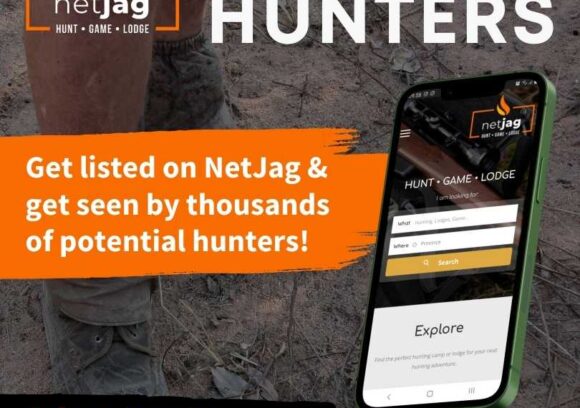 netjag
HUNT • GAME • LODGE
HUNTERS
Get listed on NetJag &
get seen by thousands
of potential hunters!
netjag
HUNT • GAME • LODGE
HUNT • GAME • LODGE
I am looking for:
What Hunting, Lodges, Game...
Where Province
Search
Explore
Find the perfect hunting camp or lodge for your next
hunting adventure.